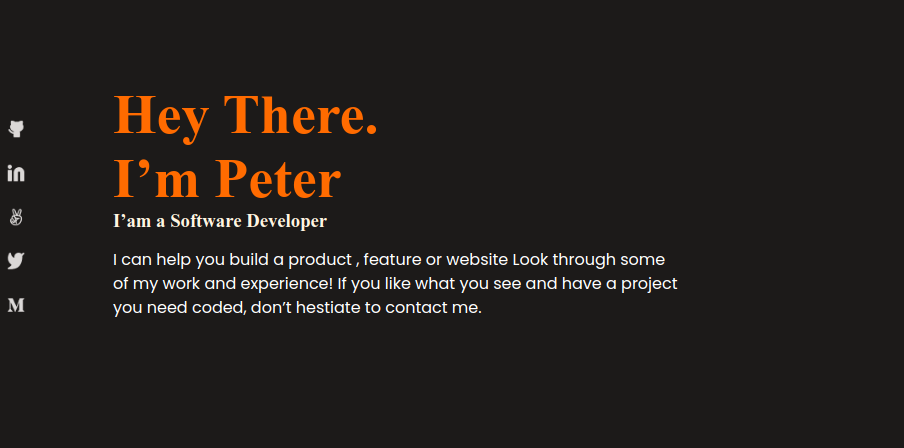 Hey There.
I’m Peter
I’am a Software Developer
I can help you build a product , feature or website Look through some
of my work and experience! If you like what you see and have a project
you need coded, don’t hestiate to contact me.